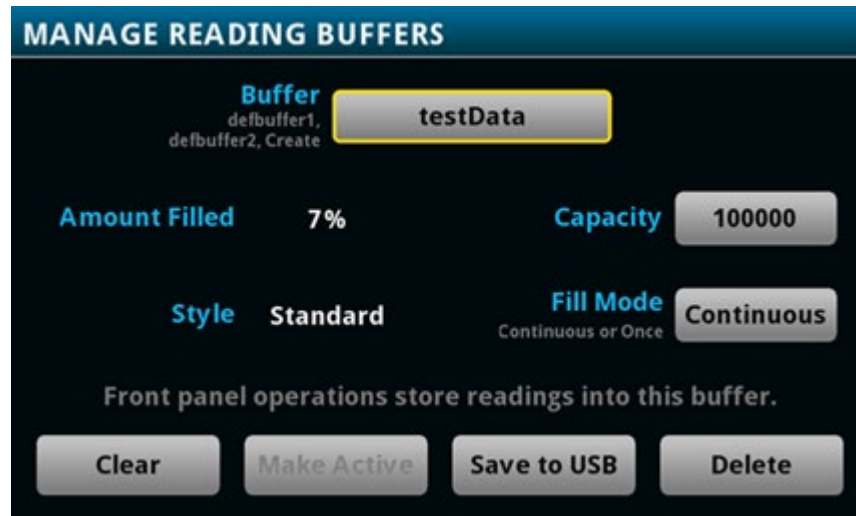 MANAGE READING BUFFERS
Buffer
defbuffer1,
defbuffer2, Create
testData
Amount Filled 7% Capacity 100000
Style Standard Fill Mode
Continuous or Once
Continuous
Front panel operations store readings into this buffer.
Clear Make Active Save to USB Delete